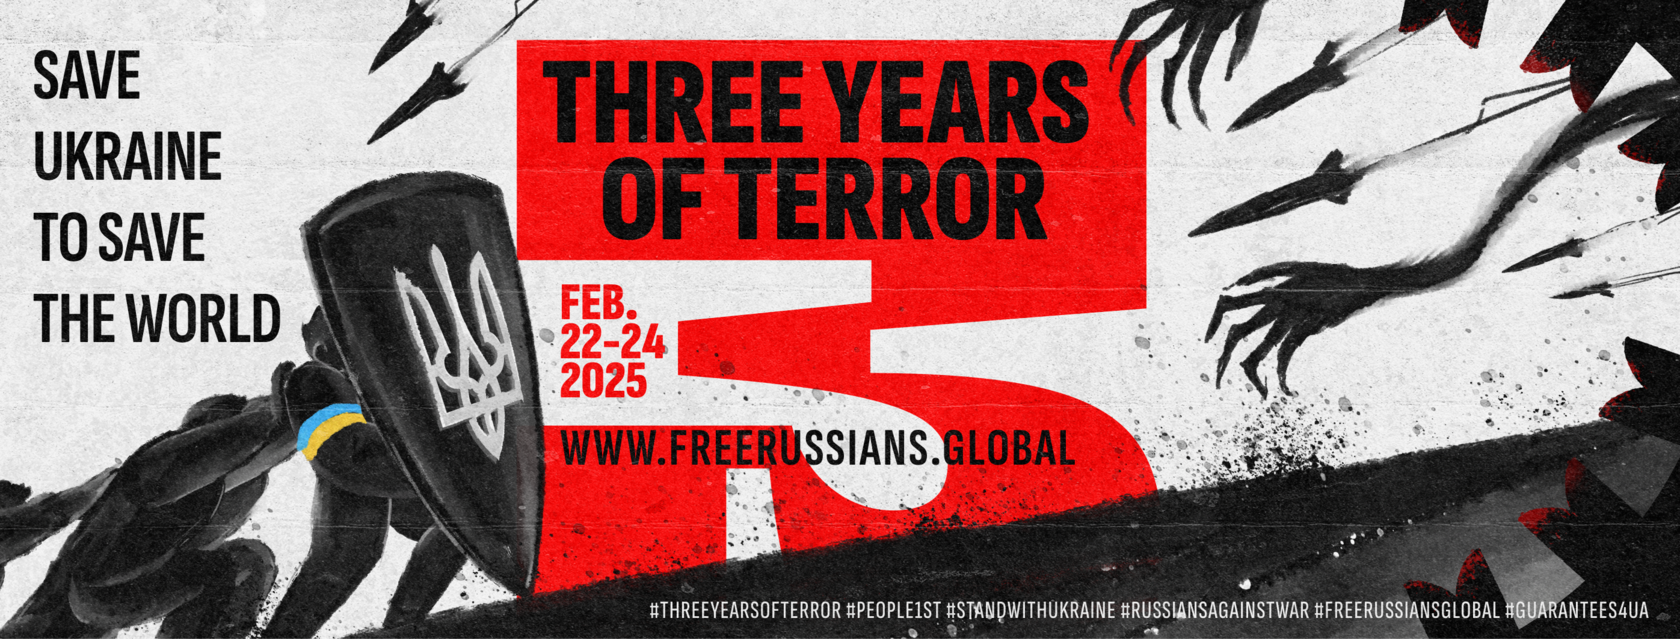 SAVE
UKRAINE
TO SAVE
THE WORLD
THREE YEARS
OF TERROR
FEB.
22-24
2025
WWW.FREERUSSIANS.GLOBAL
#THREEYEARSOFTERROR #PEOPLE1ST #STANDWITHUKRAINE #RUSSIANSAGAINSTWAR #FREERUSSIANSGLOBAL #GUARANTEES4UA